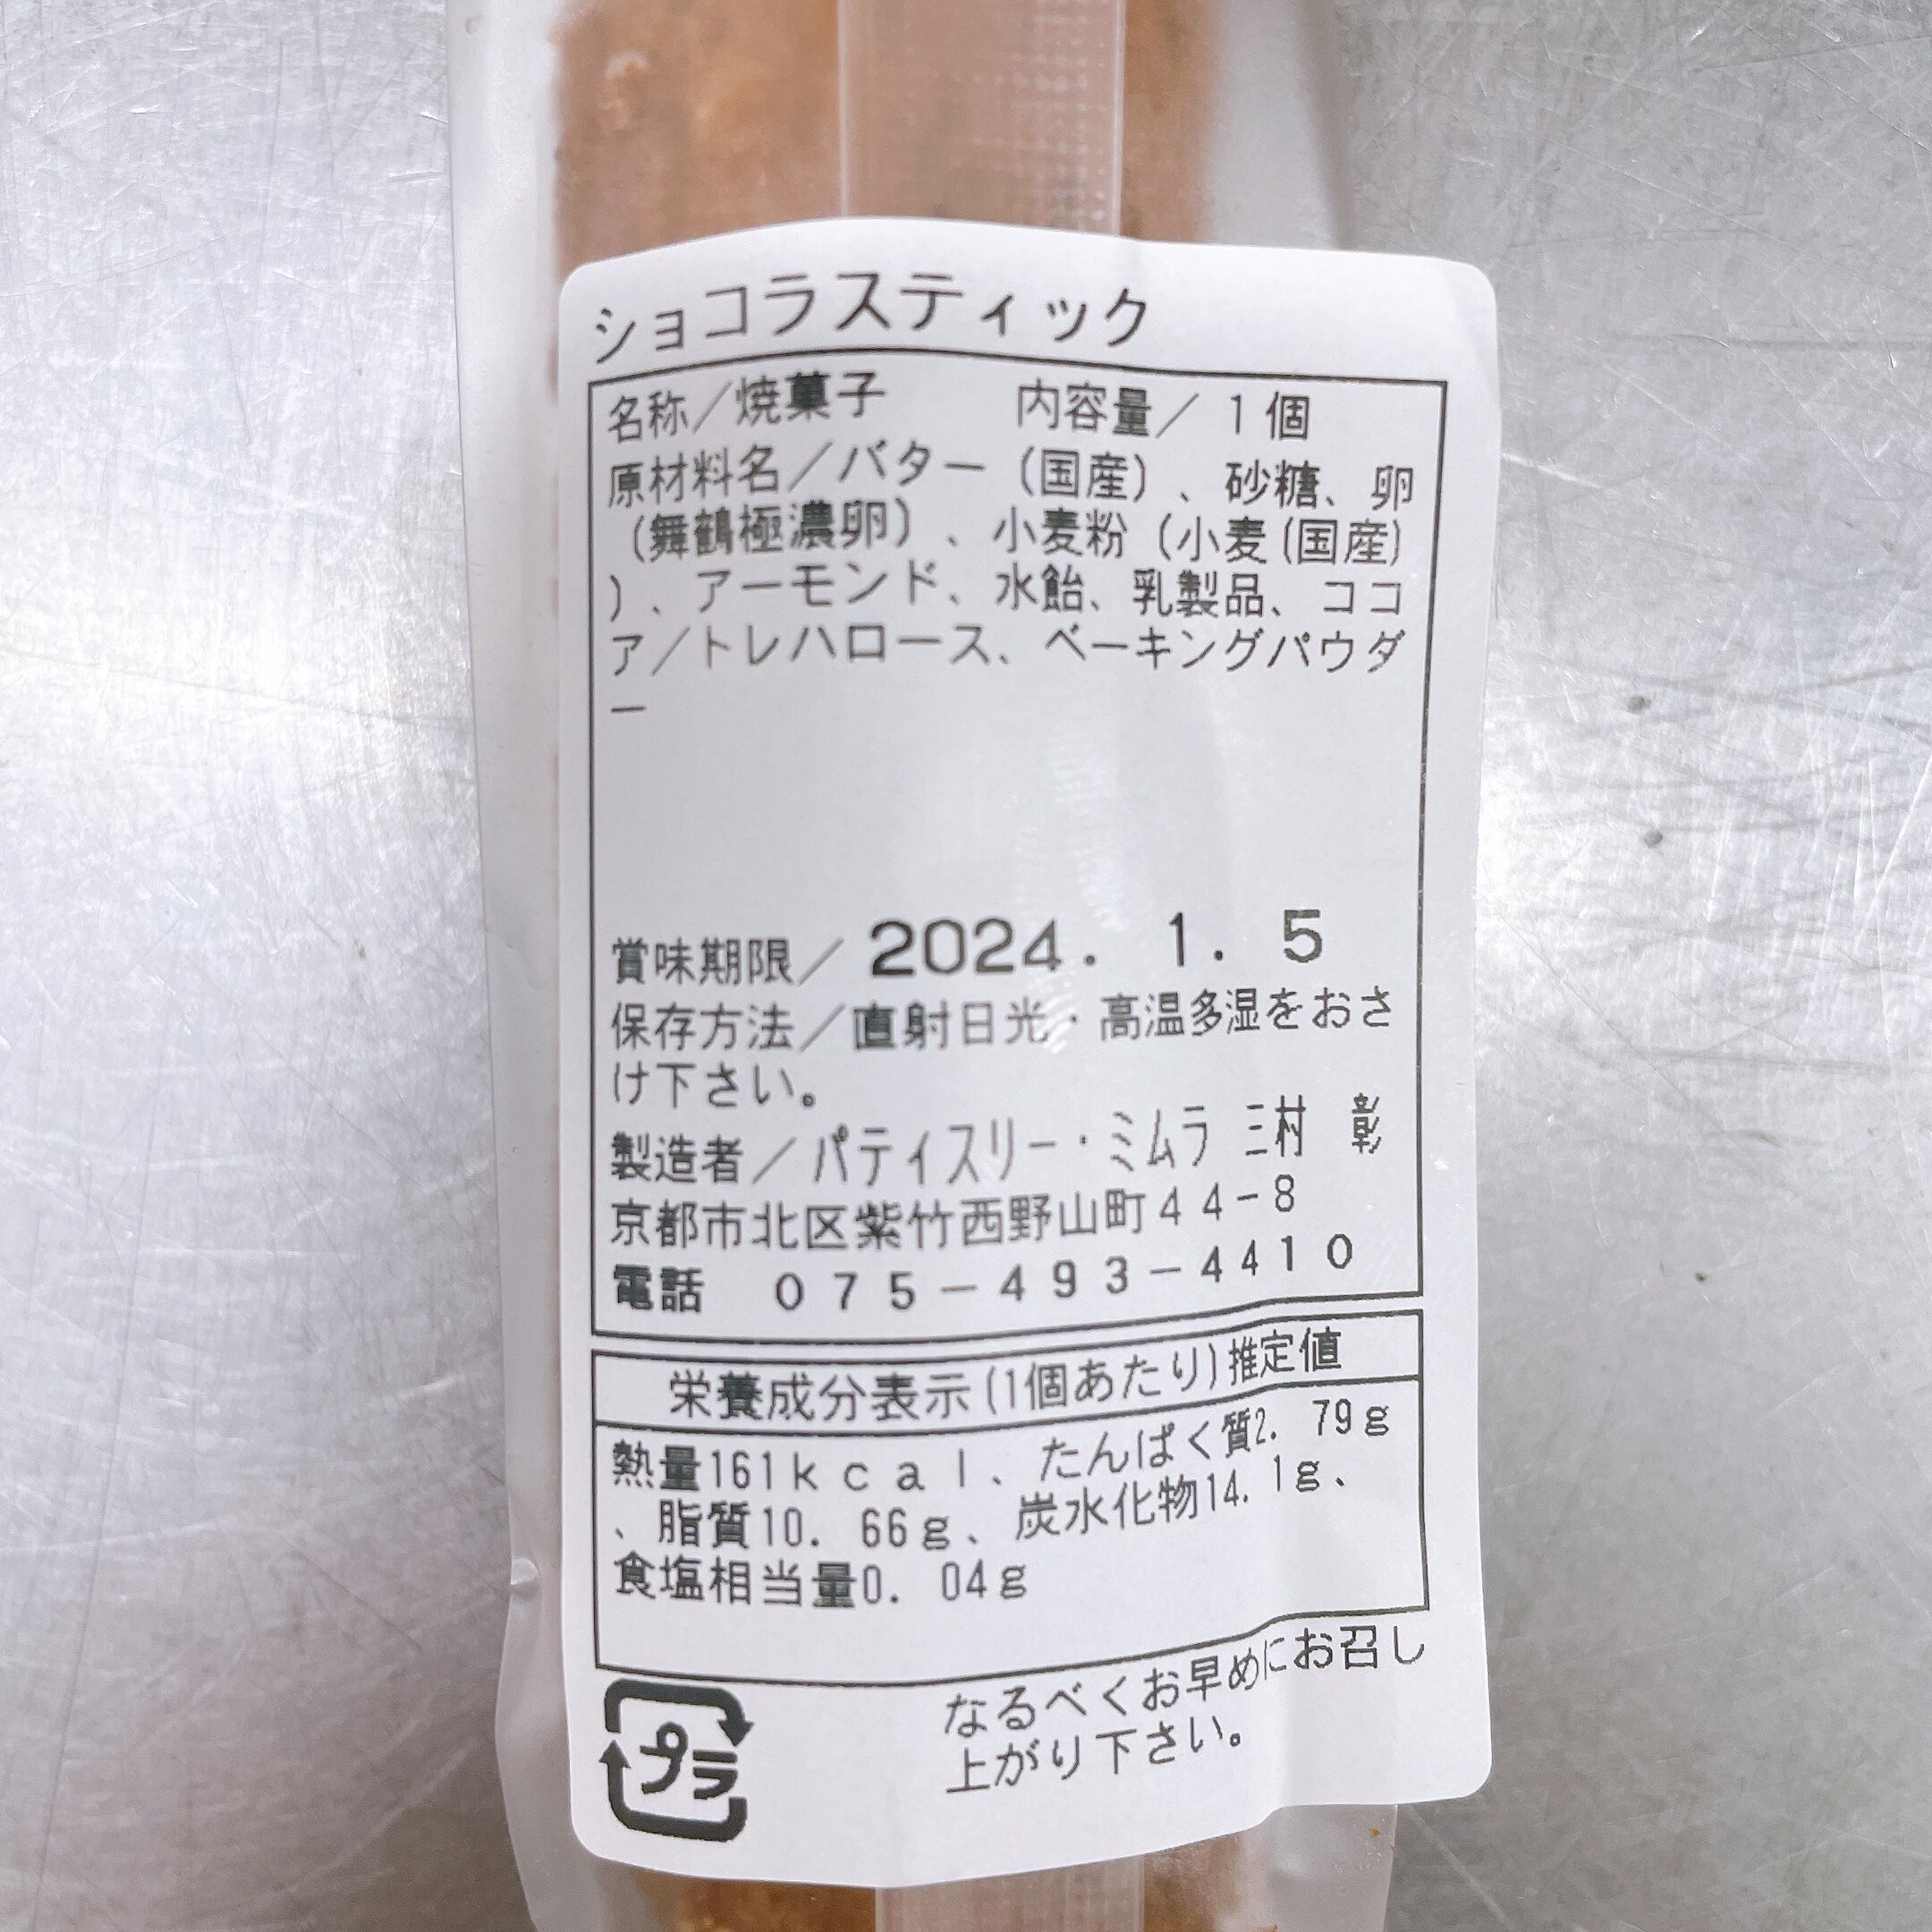 ショコラスティック
名称／焼菓子　　内容量／１個
原材料名／バター（国産）、砂糖、卵
（舞鶴極濃卵）、小麦粉（小麦(国産)
）、アーモンド、水飴、乳製品、ココ
ア／トレハロース、ベーキングパウダ
ー
賞味期限／2024. 1. 5
保存方法／直射日光・高温多湿をおさ
け下さい。
製造者／パティスリー・ミムラ 三村　彰
京都市北区紫竹西野山町４４−８
電話　０７５−４９３−４４１０
栄養成分表示(1個あたり)推定値
熱量161ｋｃａｌ、たんぱく質2. 79ｇ
、脂質10. 66ｇ、炭水化物14. 1ｇ、
食塩相当量0. 04ｇ
なるべくお早めにお召し
上がり下さい。
プラ